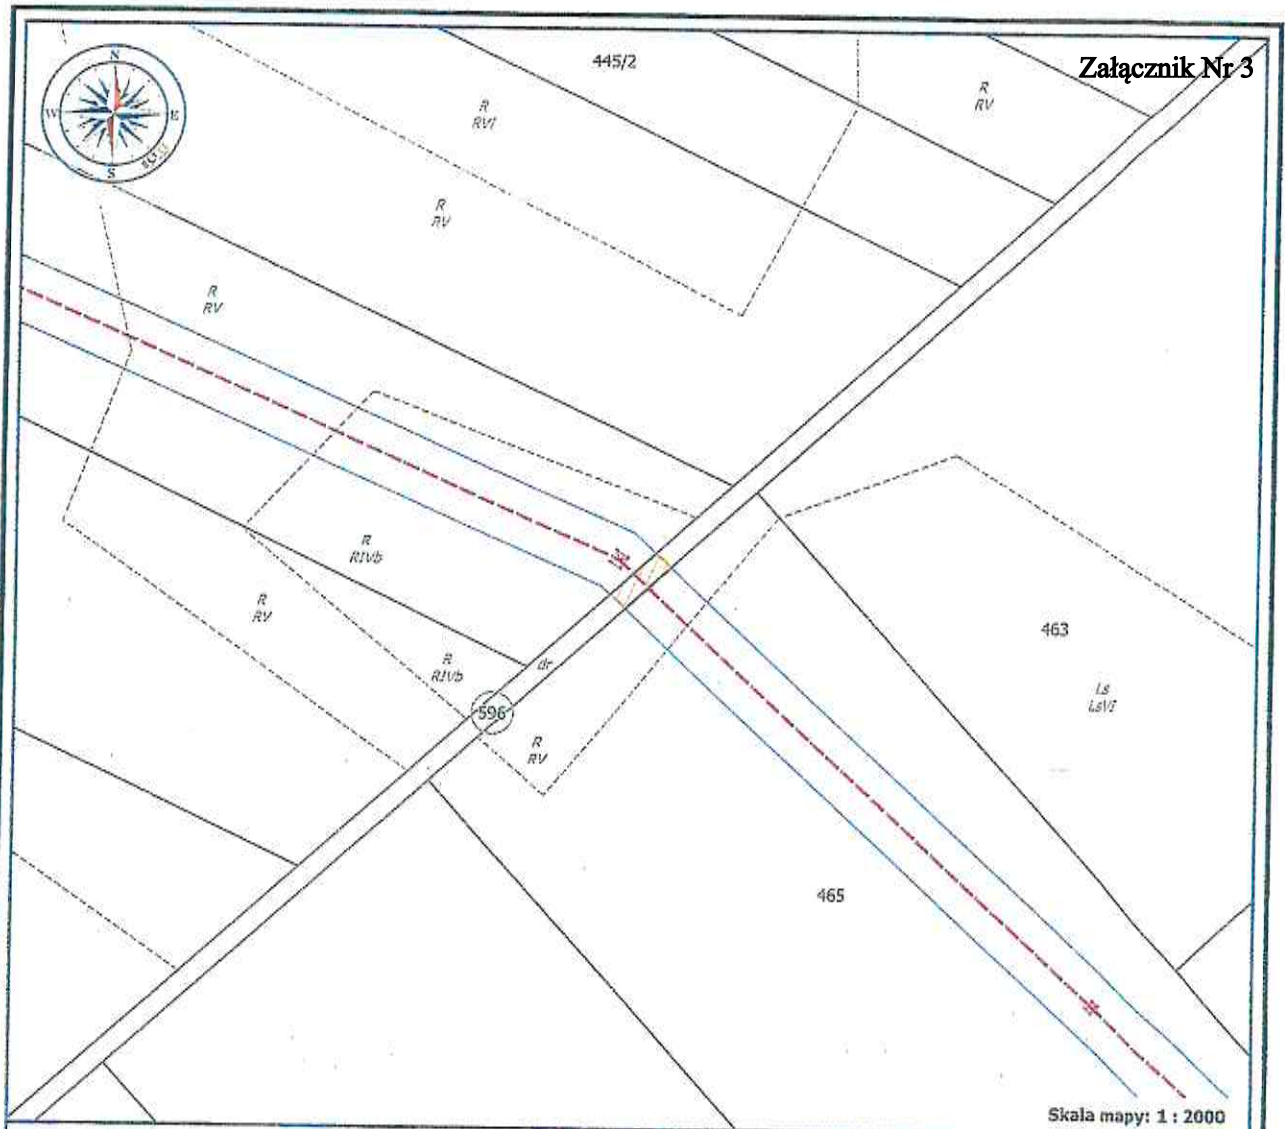 Załącznik Nr 3
N
W
E
S
445/2
R
RVI
R
RV
R
RV
R
RV
R
RIVb
R
RV
R
RIVb
dr
596
R
RV
463
Ls
LsVI
465
Skala mapy: 1 : 2000